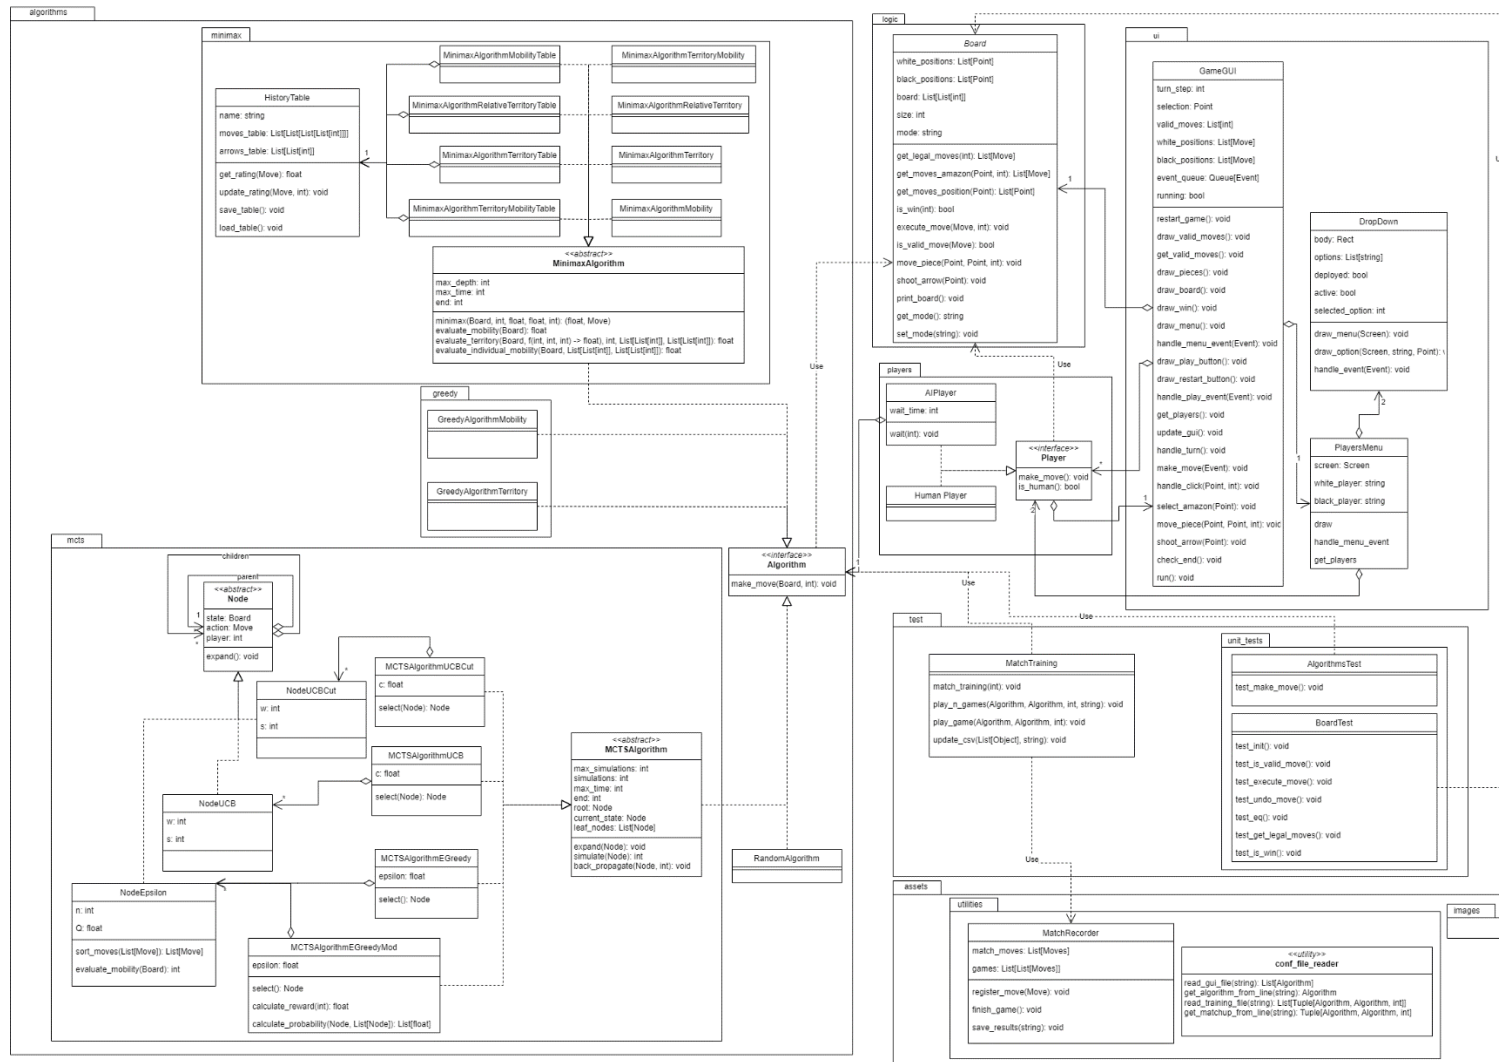 algorithms
minimax
MinimaxAlgorithmMobilityTable
MinimaxAlgorithmTerritoryMobility
HistoryTable
name: string
moves_table: List[List[List[List[int]]]]
arrows_table: List[List[int]]
get_rating(Move): float
update_rating(Move, int): void
save_table(): void
load_table(): void
1
MinimaxAlgorithmRelativeTerritoryTable
MinimaxAlgorithmRelativeTerritory
MinimaxAlgorithmTerritoryTable
MinimaxAlgorithmTerritory
MinimaxAlgorithmTerritoryMobilityTable
MinimaxAlgorithmMobility
<<abstract>>
MinimaxAlgorithm
max_depth: int
max_time: int
end: int
minimax(Board, int, float, float, int): (float, Move)
evaluate_mobility(Board): float
evaluate_territory(Board, f(int, int, int) -> float), int, List[List[int]], List[List[int]]): float
evaluate_individual_mobility(Board, List[List[int]], List[List[int]]): float
greedy
GreedyAlgorithmMobility
GreedyAlgorithmTerritory
mcts
children
parent
<<abstract>>
Node
state: Board
action: Move
player: int
expand(): void
1
*
NodeUCBCut
w: int
s: int
*
MCTSAlgorithmUCBCut
c: float
select(Node): Node
MCTSAlgorithmUCB
c: float
select(Node): Node
NodeUCB
w: int
s: int
*
<<abstract>>
MCTSAlgorithm
max_simulations: int
simulations: int
max_time: int
end: int
root: Node
current_state: Node
leaf_nodes: List[Node]
expand(Node): void
simulate(Node): int
back_propagate(Node, int): void
MCTSAlgorithmEGreedy
epsilon: float
select(): Node
NodeEpsilon
n: int
Q: float
sort_moves(List[Move]): List[Move]
evaluate_mobility(Board): int
MCTSAlgorithmEGreedyMod
epsilon: float
select(): Node
calculate_reward(int): float
calculate_probability(Node, List[Node]): List[float]
<<interface>>
Algorithm
make_move(Board, int): void
RandomAlgorithm
Use
logic
Board
white_positions: List[Point]
black_positions: List[Point]
board: List[List[int]]
size: int
mode: string
get_legal_moves(int): List[Move]
get_moves_amazon(Point, int): List[Move]
get_moves_position(Point): List[Point]
is_win(int): bool
execute_move(Move, int): void
is_valid_move(Move): bool
move_piece(Point, Point, int): void
shoot_arrow(Point): void
print_board(): void
get_mode(): string
set_mode(string): void
1
Use
players
AIPlayer
wait_time: int
wait(int): void
<<interface>>
Player
make_move(): void
is_human(): bool
Human Player
1
*
2
1
ui
GameGUI
turn_step: int
selection: Point
valid_moves: List[int]
white_positions: List[Move]
black_positions: List[Move]
event_queue: Queue[Event]
running: bool
restart_game(): void
draw_valid_moves(): void
get_valid_moves(): void
draw_pieces(): void
draw_board(): void
draw_win(): void
draw_menu(): void
handle_menu_event(Event): void
draw_play_button(): void
draw_restart_button(): void
handle_play_event(Event): void
get_players(): void
update_gui(): void
handle_turn(): void
make_move(Event): void
handle_click(Point, int): void
select_amazon(Point): void
move_piece(Point, Point, int): void
shoot_arrow(Point): void
check_end(): void
run(): void
DropDown
body: Rect
options: List[string]
deployed: bool
active: bool
selected_option: int
draw_menu(Screen): void
draw_option(Screen, string, Point):
handle_event(Event): void
2
1
PlayersMenu
screen: Screen
white_player: string
black_player: string
draw
handle_menu_event
get_players
Use
Use
test
MatchTraining
match_training(int): void
play_n_games(Algorithm, Algorithm, int, string): void
play_game(Algorithm, Algorithm, int): void
update_csv(List[Object], string): void
Use
unit_tests
AlgorithmsTest
test_make_move(): void
BoardTest
test_init(): void
test_is_valid_move(): void
test_execute_move(): void
test_undo_move(): void
test_eq(): void
test_get_legal_moves(): void
test_is_win(): void
assets
utilities
MatchRecorder
match_moves: List[Moves]
games: List[List[Moves]]
register_move(Move): void
finish_game(): void
save_results(string): void
<<utility>>
conf_file_reader
read_gui_file(string): List[Algorithm]
get_algorithm_from_line(string): Algorithm
read_training_file(string): List[Tuple[Algorithm, Algorithm, int]]
get_matchup_from_line(string): Tuple[Algorithm, Algorithm, int]
images